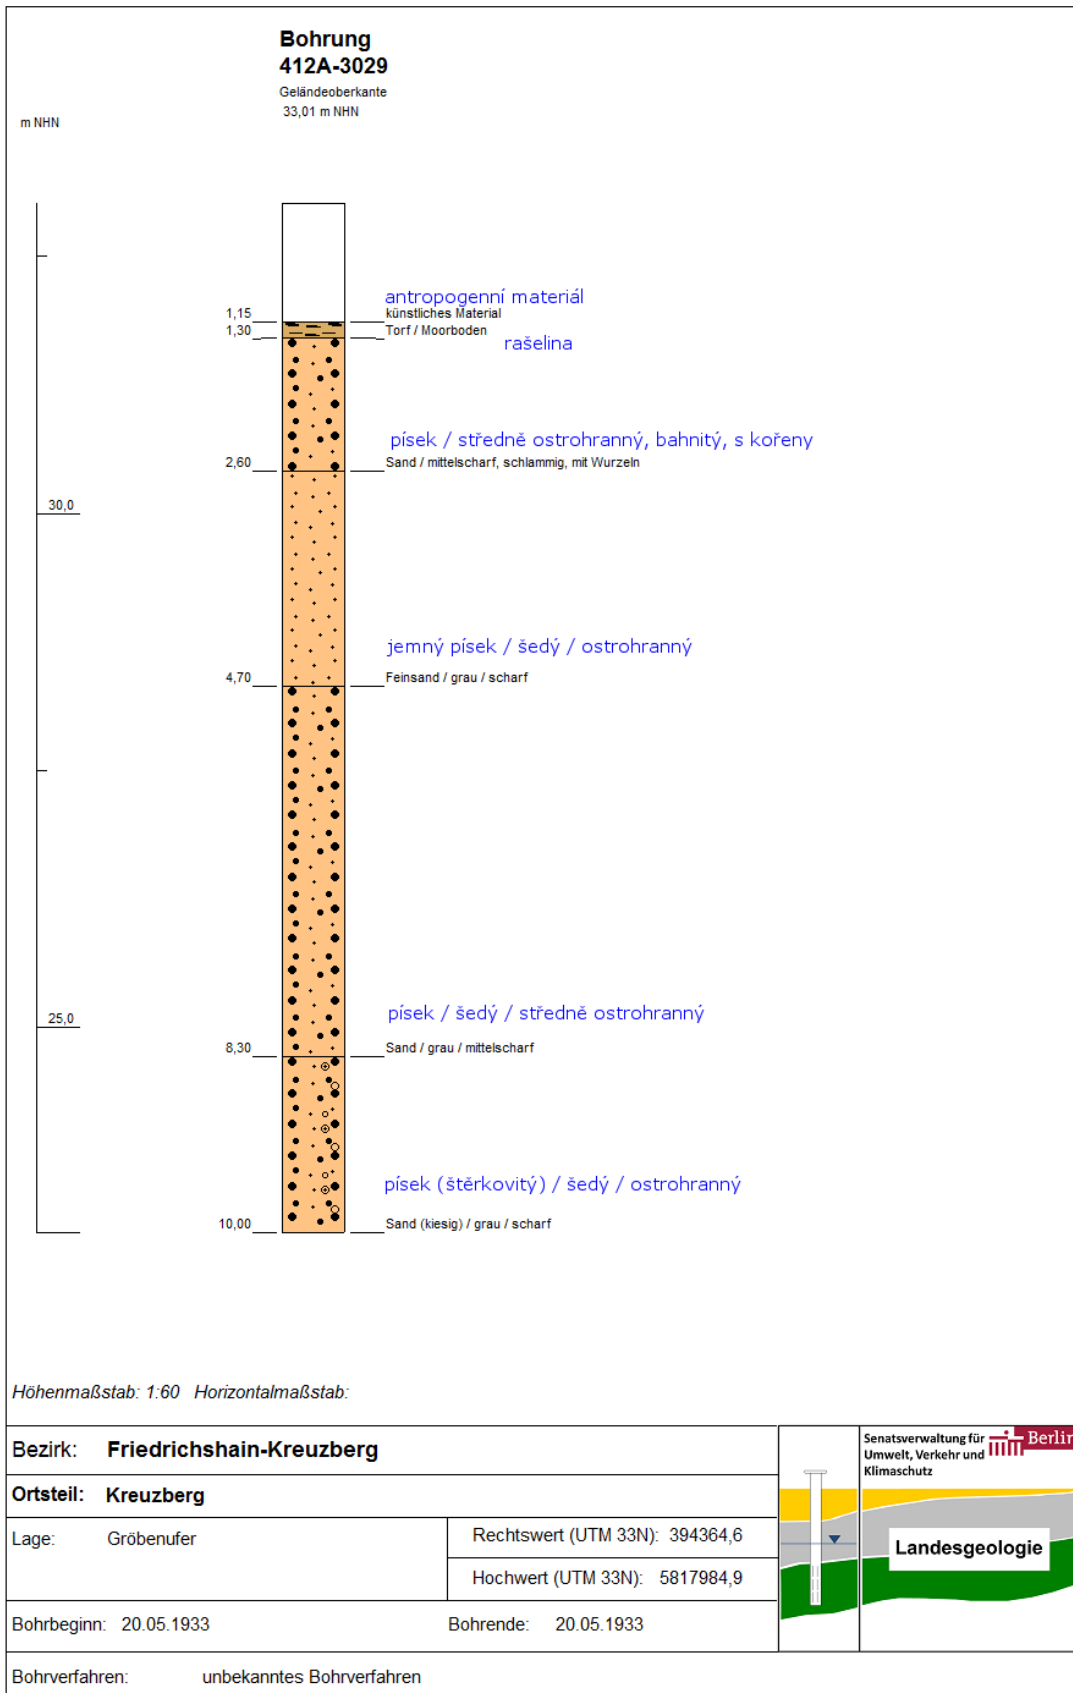 Bohrung
412A-3029
Geländeoberkante
33,01 m NHN
m NHN
antropogenní materiál
1,15 künstliches Material
1,30 Torf / Moorboden
rašelina
písek / středně ostrohranný, bahnitý, s kořeny
2,60 Sand / mittelscharf, schlammig, mit Wurzeln
30,0
jemný písek / šedý / ostrohranný
4,70 Feinsand / grau / scharf
písek / šedý / středně ostrohranný
25,0
8,30 Sand / grau / mittelscharf
písek (štěrkovitý) / šedý / ostrohranný
10,00 Sand (kiesig) / grau / scharf
Höhenmaßstab: 1:60 Horizontalmaßstab:
Bezirk: Friedrichshain-Kreuzberg
Ortsteil: Kreuzberg
Lage: Gröbenufer
Rechtswert (UTM 33N): 394364,6
Hochwert (UTM 33N): 5817984,9
Bohrbeginn: 20.05.1933 Bohrende: 20.05.1933
Bohrverfahren: unbekanntes Bohrverfahren
Senatsverwaltung für
Umwelt, Verkehr und
Klimaschutz
Berlin
Landesgeologie